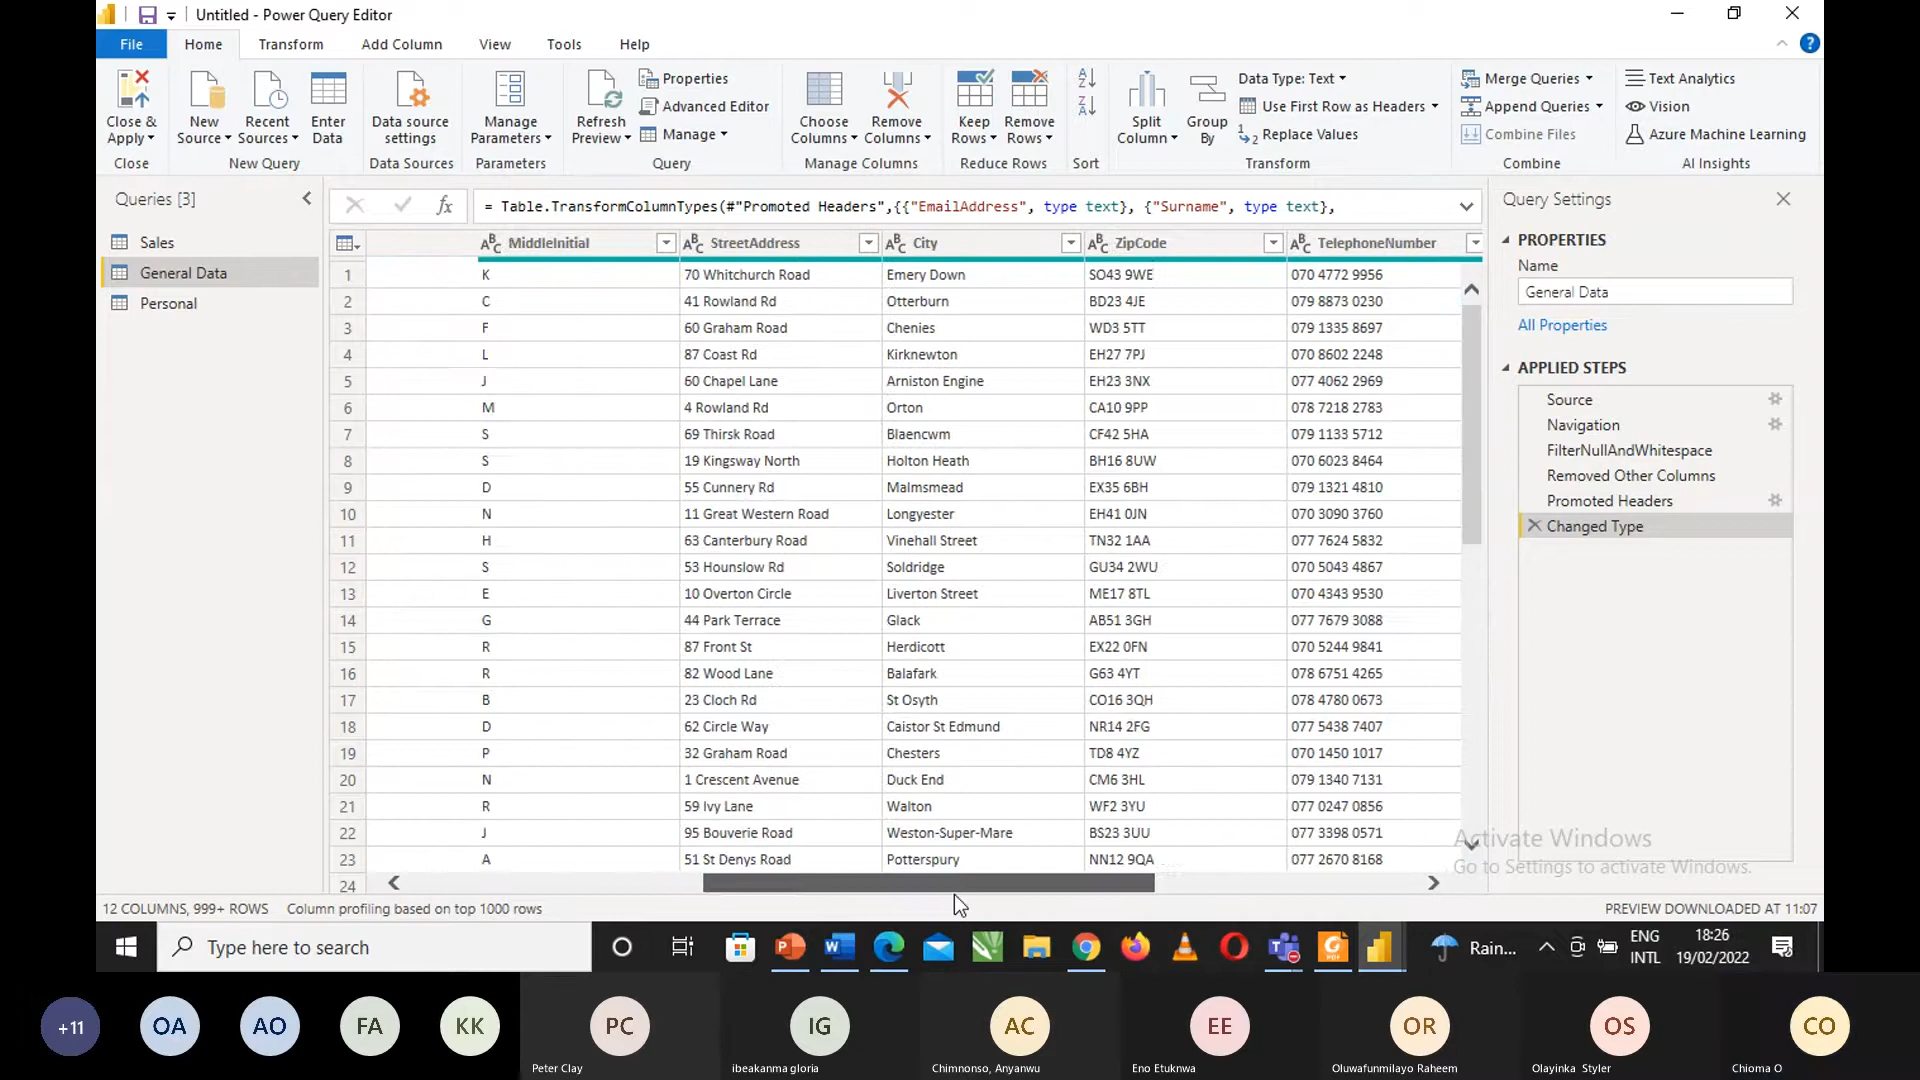 Untitled - Power Query Editor
File Home Transform Add Column View Tools Help
Close & Apply
New Source
Recent Sources
Enter Data
Data source settings
Manage Parameters
Refresh Preview
Properties
Advanced Editor
Manage
Choose Columns
Remove Columns
Keep Rows
Remove Rows
Split Column
Group By
Data Type: Text
Use First Row as Headers
Replace Values
Merge Queries
Append Queries
Combine Files
Text Analytics
Vision
Azure Machine Learning
Close New Query Data Sources Parameters Query Manage Columns Reduce Rows Sort Transform Combine AI Insights
Queries [3]
Sales
General Data
Personal
fx = Table.TransformColumnTypes(#"Promoted Headers",{{"EmailAddress", type text}, {"Surname", type text},
MiddleInitial StreetAddress City ZipCode TelephoneNumber
1 K 70 Whitchurch Road Emery Down SO43 9WE 070 4772 9956
2 C 41 Rowland Rd Otterburn BD23 4JE 079 8873 0230
3 F 60 Graham Road Chenies WD3 5TT 079 1335 8697
4 L 87 Coast Rd Kirknewton EH27 7PJ 070 8602 2248
5 J 60 Chapel Lane Arniston Engine EH23 3NX 077 4062 2969
6 M 4 Rowland Rd Orton CA10 9PP 078 7218 2783
7 S 69 Thirsk Road Blaencwm CF42 5HA 079 1133 5712
8 S 19 Kingsway North Holton Heath BH16 8UW 070 6023 8464
9 D 55 Cunnery Rd Malmsmead EX35 6BH 079 1321 4810
10 N 11 Great Western Road Longyester EH41 0JN 070 3090 3760
11 H 63 Canterbury Road Vinehall Street TN32 1AA 077 7624 5832
12 S 53 Hounslow Rd Soldridge GU34 2WU 070 5043 4867
13 E 10 Overton Circle Liverton Street ME17 8TL 070 4343 9530
14 G 44 Park Terrace Glack AB51 3GH 077 7679 3088
15 R 87 Front St Herdicott EX22 0FN 070 5244 9841
16 R 82 Wood Lane Balafark G63 4YT 078 6751 4265
17 B 23 Cloch Rd St Osyth CO16 3QH 078 4780 0673
18 D 62 Circle Way Caistor St Edmund NR14 2FG 077 5438 7407
19 P 32 Graham Road Chesters TD8 4YZ 070 1450 1017
20 N 1 Crescent Avenue Duck End CM6 3HL 079 1340 7131
21 R 59 Ivy Lane Walton WF2 3YU 077 0247 0856
22 J 95 Bouverie Road Weston-Super-Mare BS23 3UU 077 3398 0571
23 A 51 St Denys Road Potterspury NN12 9QA 077 2670 8168
24
Query Settings
PROPERTIES
Name
General Data
All Properties
APPLIED STEPS
Source
Navigation
FilterNullAndWhitespace
Removed Other Columns
Promoted Headers
Changed Type
Activate Windows
Go to Settings to activate Windows.
12 COLUMNS, 999+ ROWS Column profiling based on top 1000 rows PREVIEW DOWNLOADED AT 11:07
Type here to search
Rain...
ENG
INTL
18:26
19/02/2022
+11 OA AO FA KK PC IG AC EE OR OS CO
Peter Clay ibeakanma gloria Chimnonso, Anyanwu Eno Etuknwa Oluwafunmilayo Raheem Olayinka Styler Chioma O